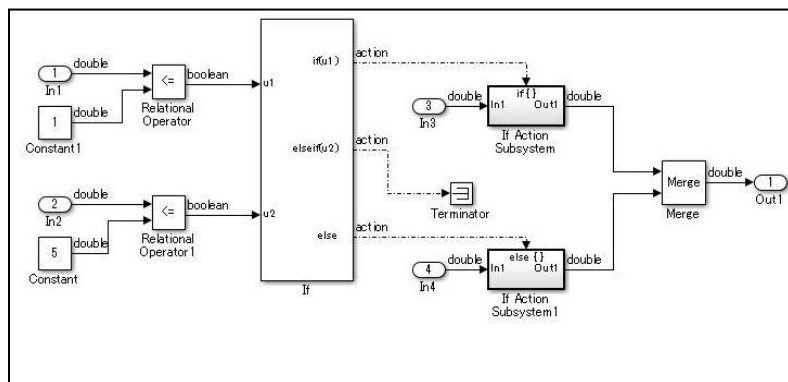 1
double
In1
1
double
Constant1
<=
boolean
Relational
Operator
2
double
In2
5
double
Constant
<=
boolean
Relational
Operator1
u1
if(u1)
action
elseif(u2)
action
u2
else
action
If
3
double
In3
if{}
In1
Out1
double
If Action
Subsystem
Terminator
4
double
In4
else {}
In1
Out1
double
If Action
Subsystem1
Merge
double
Merge
1
Out1